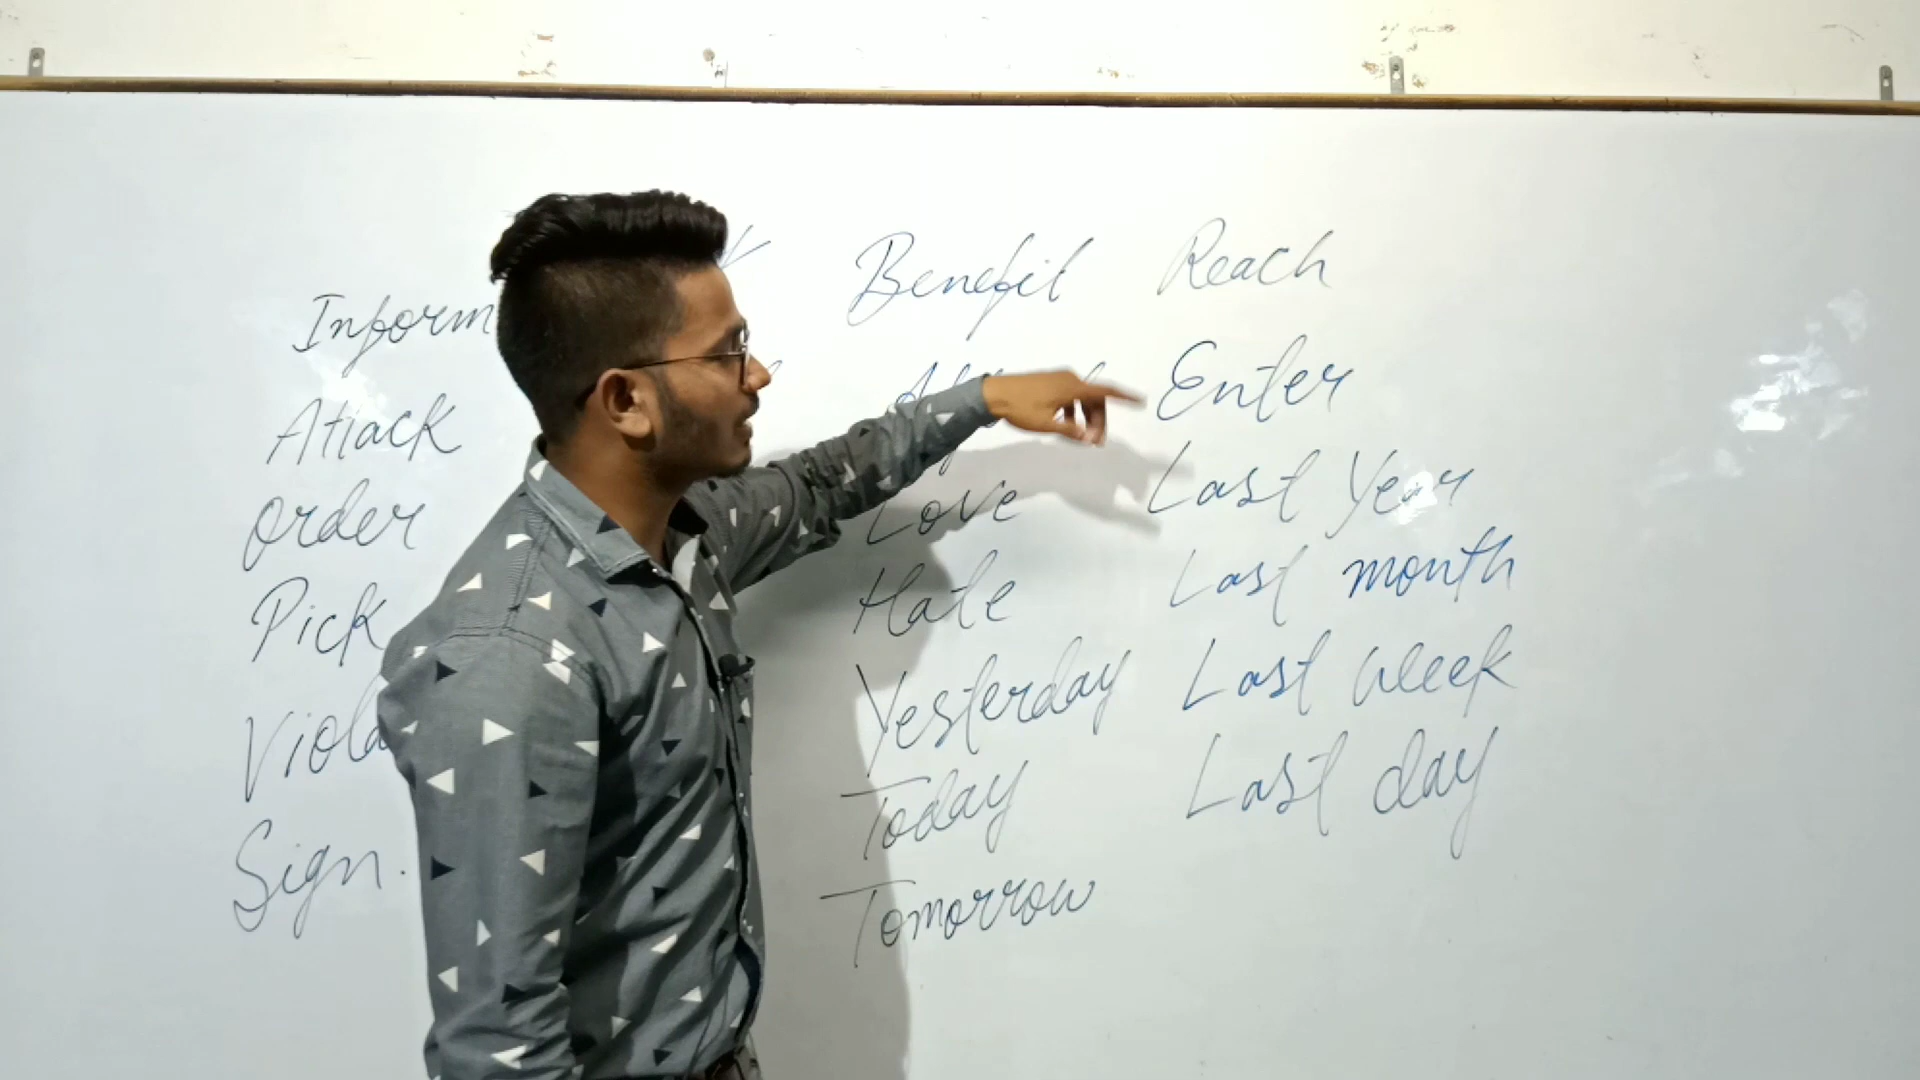 Inform
Attack
Order
Pick
Sign.
Benefit
Love
Hate
Yesterday
Today
Tomorrow
Reach
Enter
Last Year
Last month
Last week
Last day